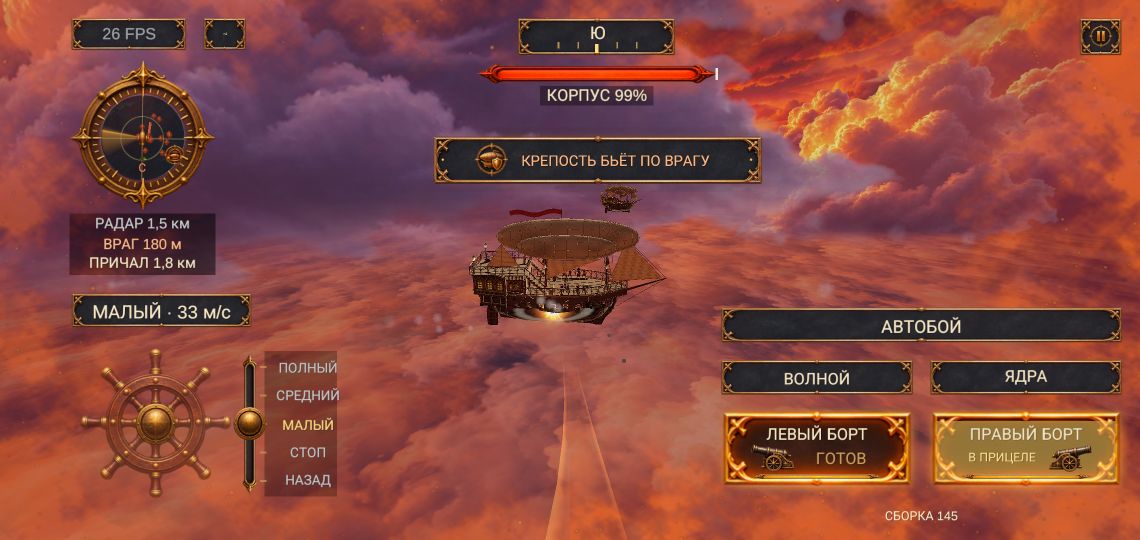 26 FPS
Ю
КОРПУС 99%
КРЕПОСТЬ БЬЁТ ПО ВРАГУ
С
РАДАР 1,5 км
ВРАГ 180 м
ПРИЧАЛ 1,8 км
МАЛЫЙ · 33 м/с
ПОЛНЫЙ
СРЕДНИЙ
МАЛЫЙ
СТОП
НАЗАД
АВТОБОЙ
ВОЛНОЙ
ЯДРА
ЛЕВЫЙ БОРТ
ГОТОВ
ПРАВЫЙ БОРТ
В ПРИЦЕЛЕ
СБОРКА 145